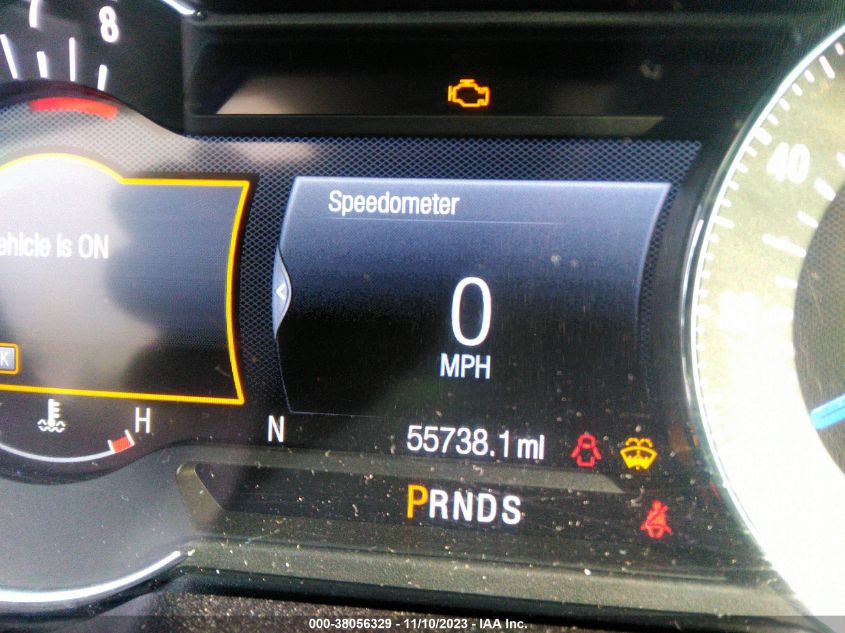 7 8
Speedometer
40
ehicle is ON
0
MPH
K
H
N
55738.1 mi
PRNDS
000-38056329 - 11/10/2023 - IAA Inc.